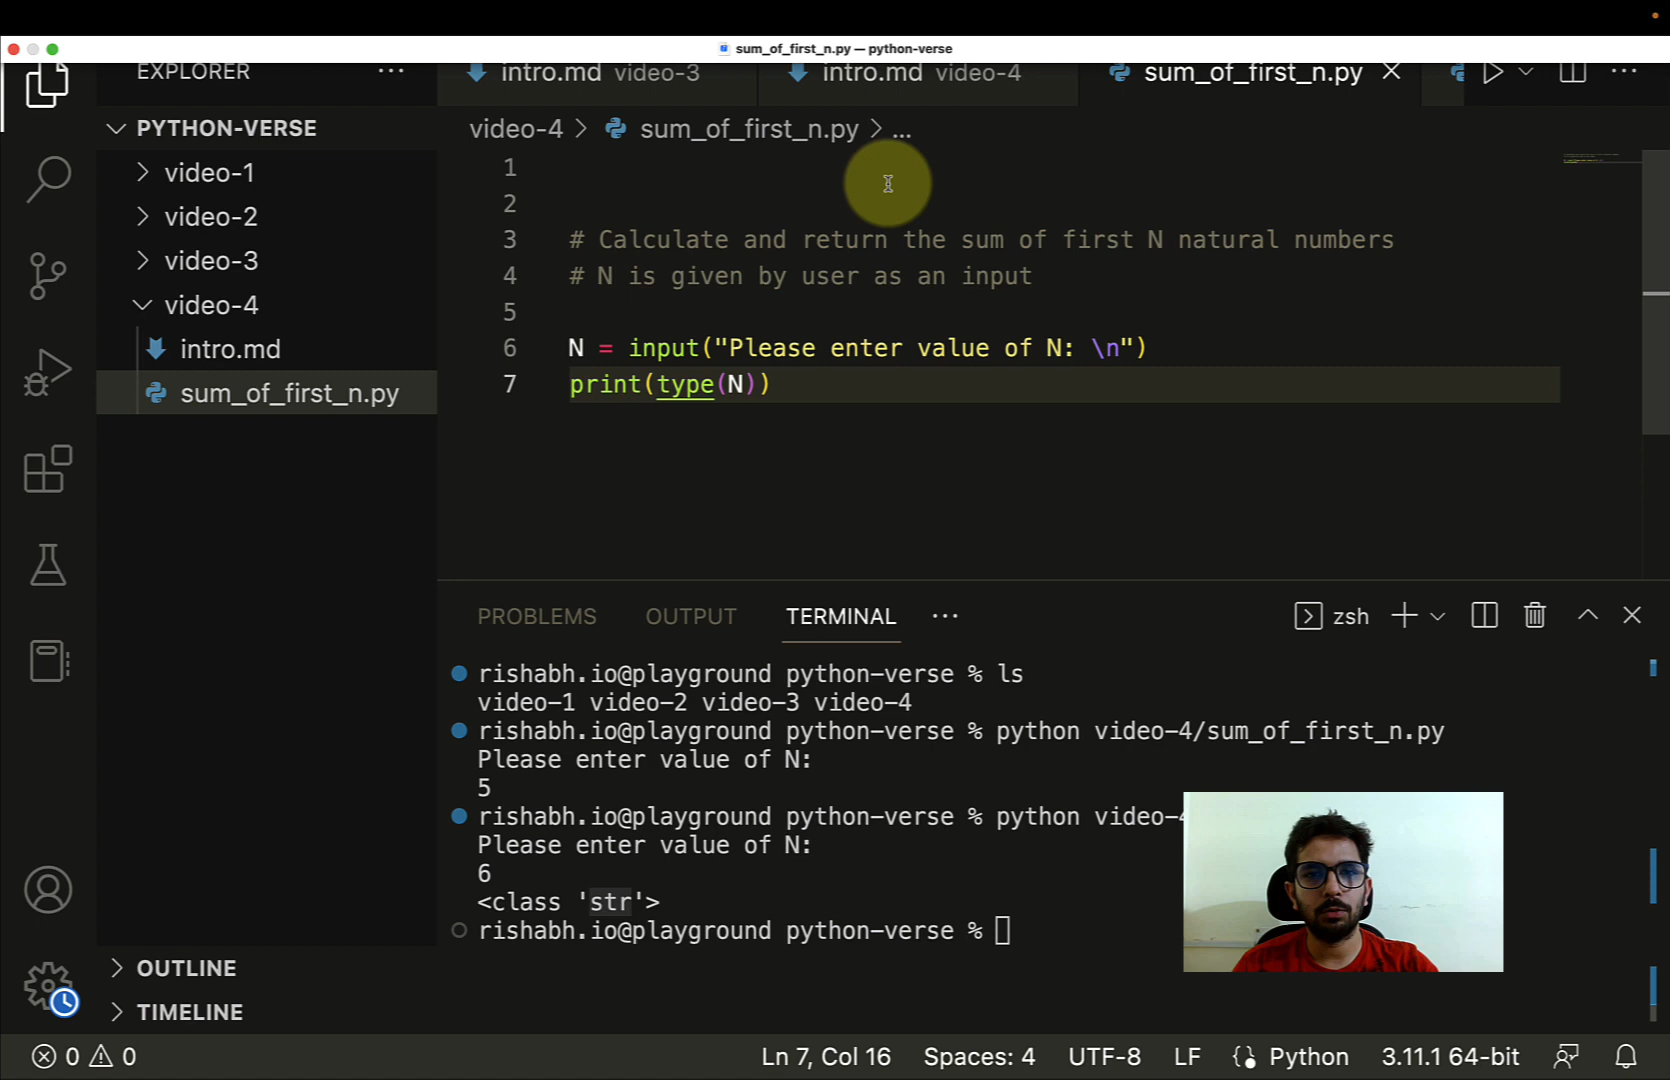 sum_of_first_n.py — python-verse
EXPLORER
intro.md video-3
intro.md video-4
sum_of_first_n.py
PYTHON-VERSE
video-4 > sum_of_first_n.py > ...
video-1
video-2
video-3
video-4
intro.md
sum_of_first_n.py
1
2
3 # Calculate and return the sum of first N natural numbers
4 # N is given by user as an input
5
6 N = input("Please enter value of N: \n")
7 print(type(N))
PROBLEMS OUTPUT TERMINAL ... zsh
rishabh.io@playground python-verse % ls
video-1 video-2 video-3 video-4
rishabh.io@playground python-verse % python video-4/sum_of_first_n.py
Please enter value of N:
5
rishabh.io@playground python-verse % python video-4
Please enter value of N:
6
<class 'str'>
rishabh.io@playground python-verse %
OUTLINE
TIMELINE
0 0 Ln 7, Col 16 Spaces: 4 UTF-8 LF Python 3.11.1 64-bit